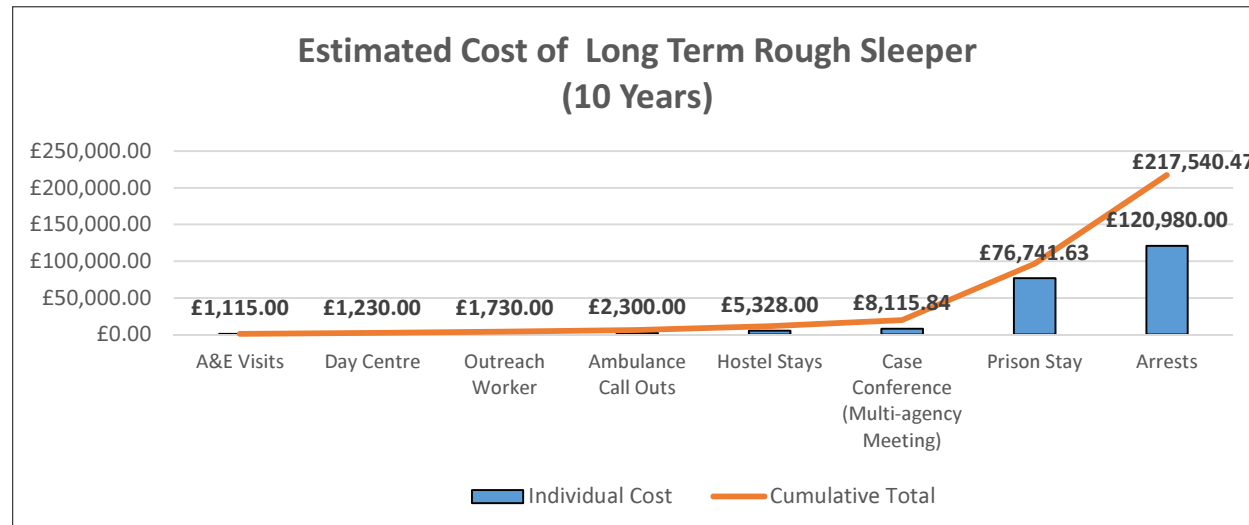 Estimated Cost of Long Term Rough Sleeper
(10 Years)
£250,000.00
£200,000.00
£150,000.00
£100,000.00
£50,000.00
£0.00
£1,115.00
£1,230.00
£1,730.00
£2,300.00
£5,328.00
£8,115.84
£76,741.63
£120,980.00
£217,540.47
A&E Visits
Day Centre
Outreach
Worker
Ambulance
Call Outs
Hostel Stays
Case
Conference
(Multi-agency
Meeting)
Prison Stay
Arrests
Individual Cost
Cumulative Total